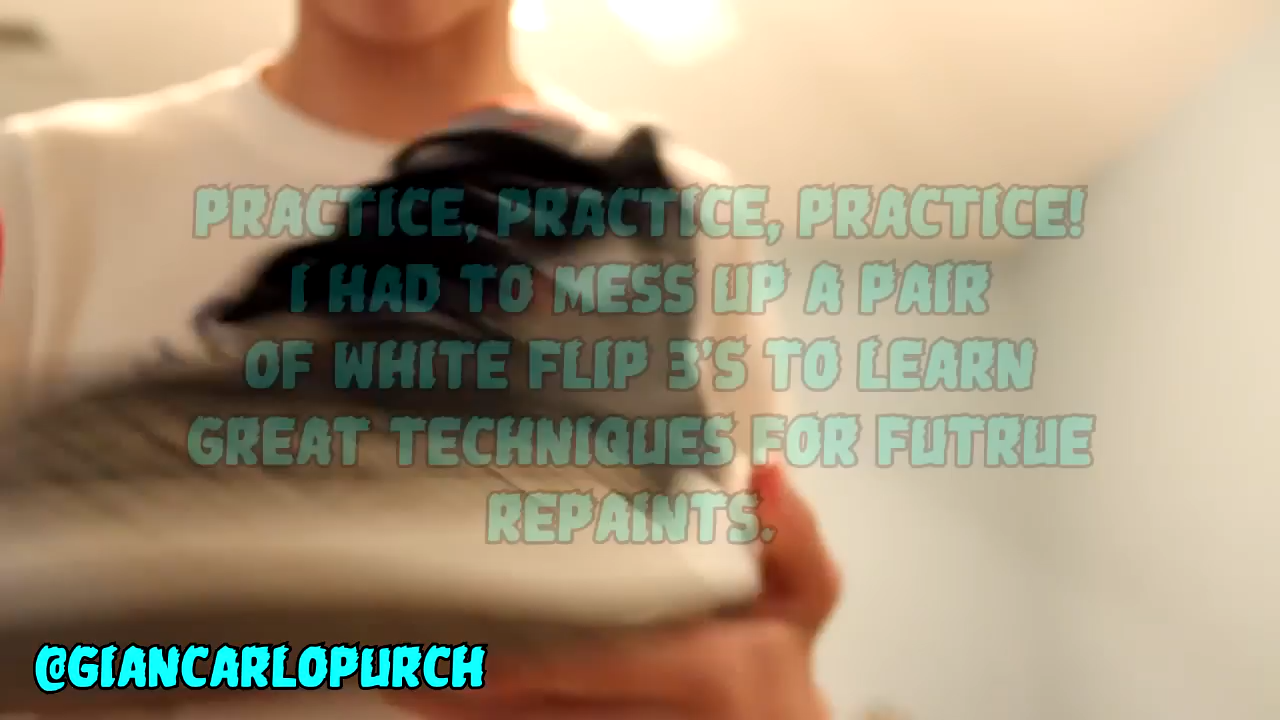 PRACTICE, PRACTICE, PRACTICE!
I HAD TO MESS UP A PAIR
OF WHITE FLIP 3'S TO LEARN
GREAT TECHNIQUES FOR FUTRUE
REPAINTS.
@GIANCARLOPURCH